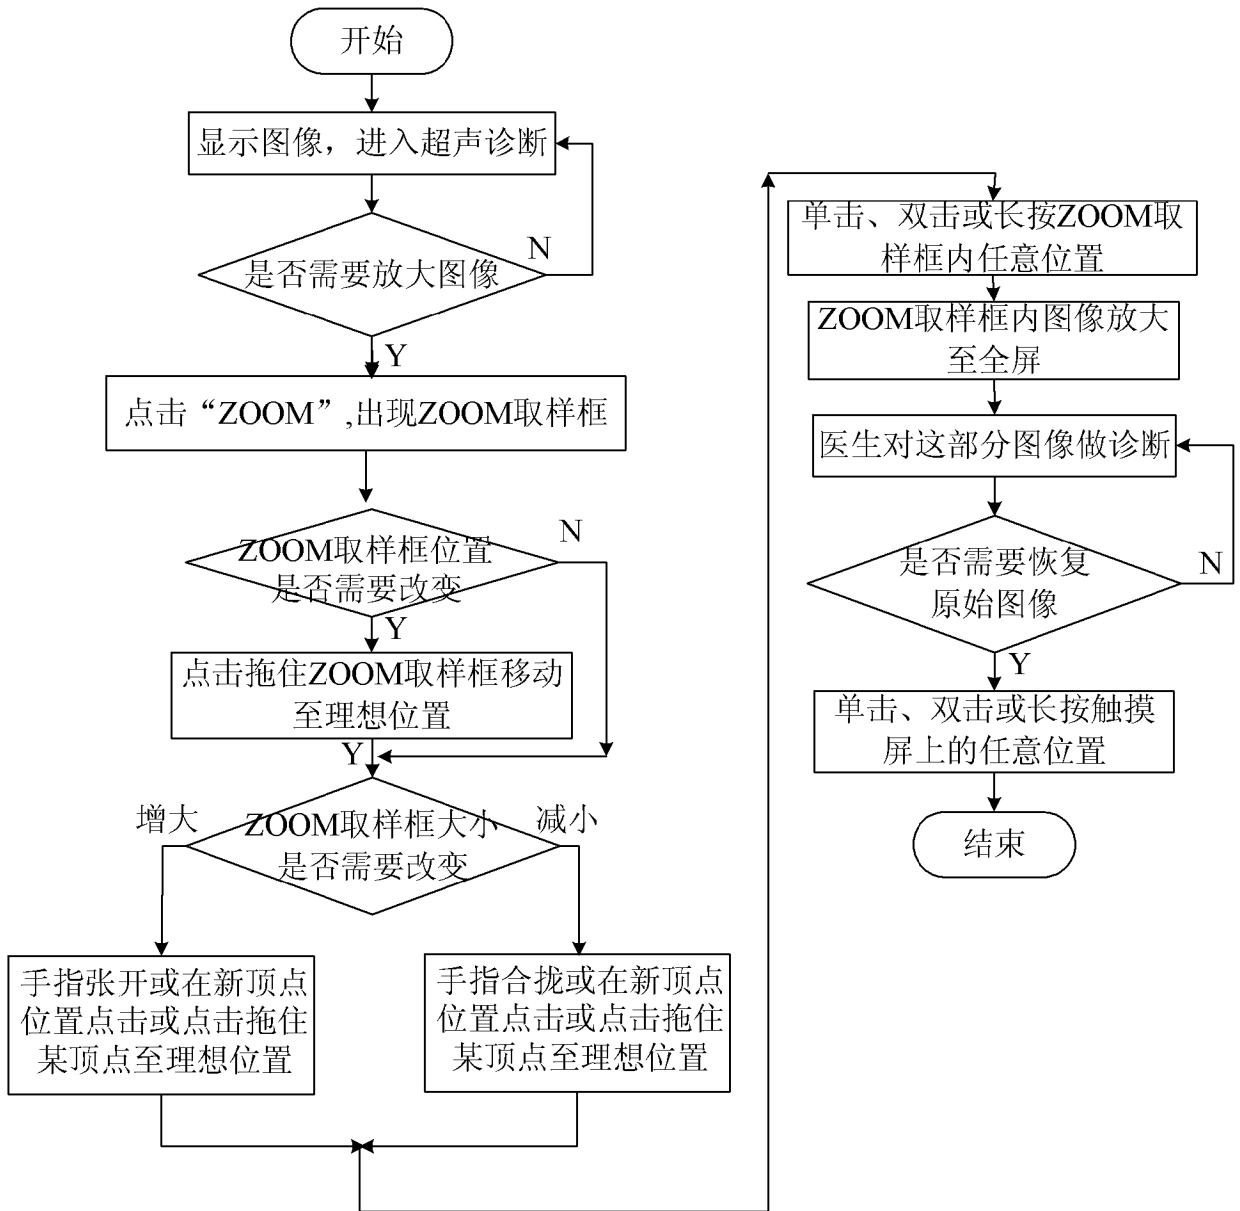 开始
显示图像，进入超声诊断
N
是否需要放大图像
Y
点击“ZOOM”,出现ZOOM取样框
N
ZOOM取样框位置
是否需要改变
Y
点击拖住ZOOM取样框移动
至理想位置
Y
增大
ZOOM取样框大小
是否需要改变
减小
手指张开或在新顶点
位置点击或点击拖住
某顶点至理想位置
手指合拢或在新顶点
位置点击或点击拖住
某顶点至理想位置
单击、双击或长按ZOOM取
样框内任意位置
ZOOM取样框内图像放大
至全屏
医生对这部分图像做诊断
是否需要恢复
原始图像
N
Y
单击、双击或长按触摸
屏上的任意位置
结束